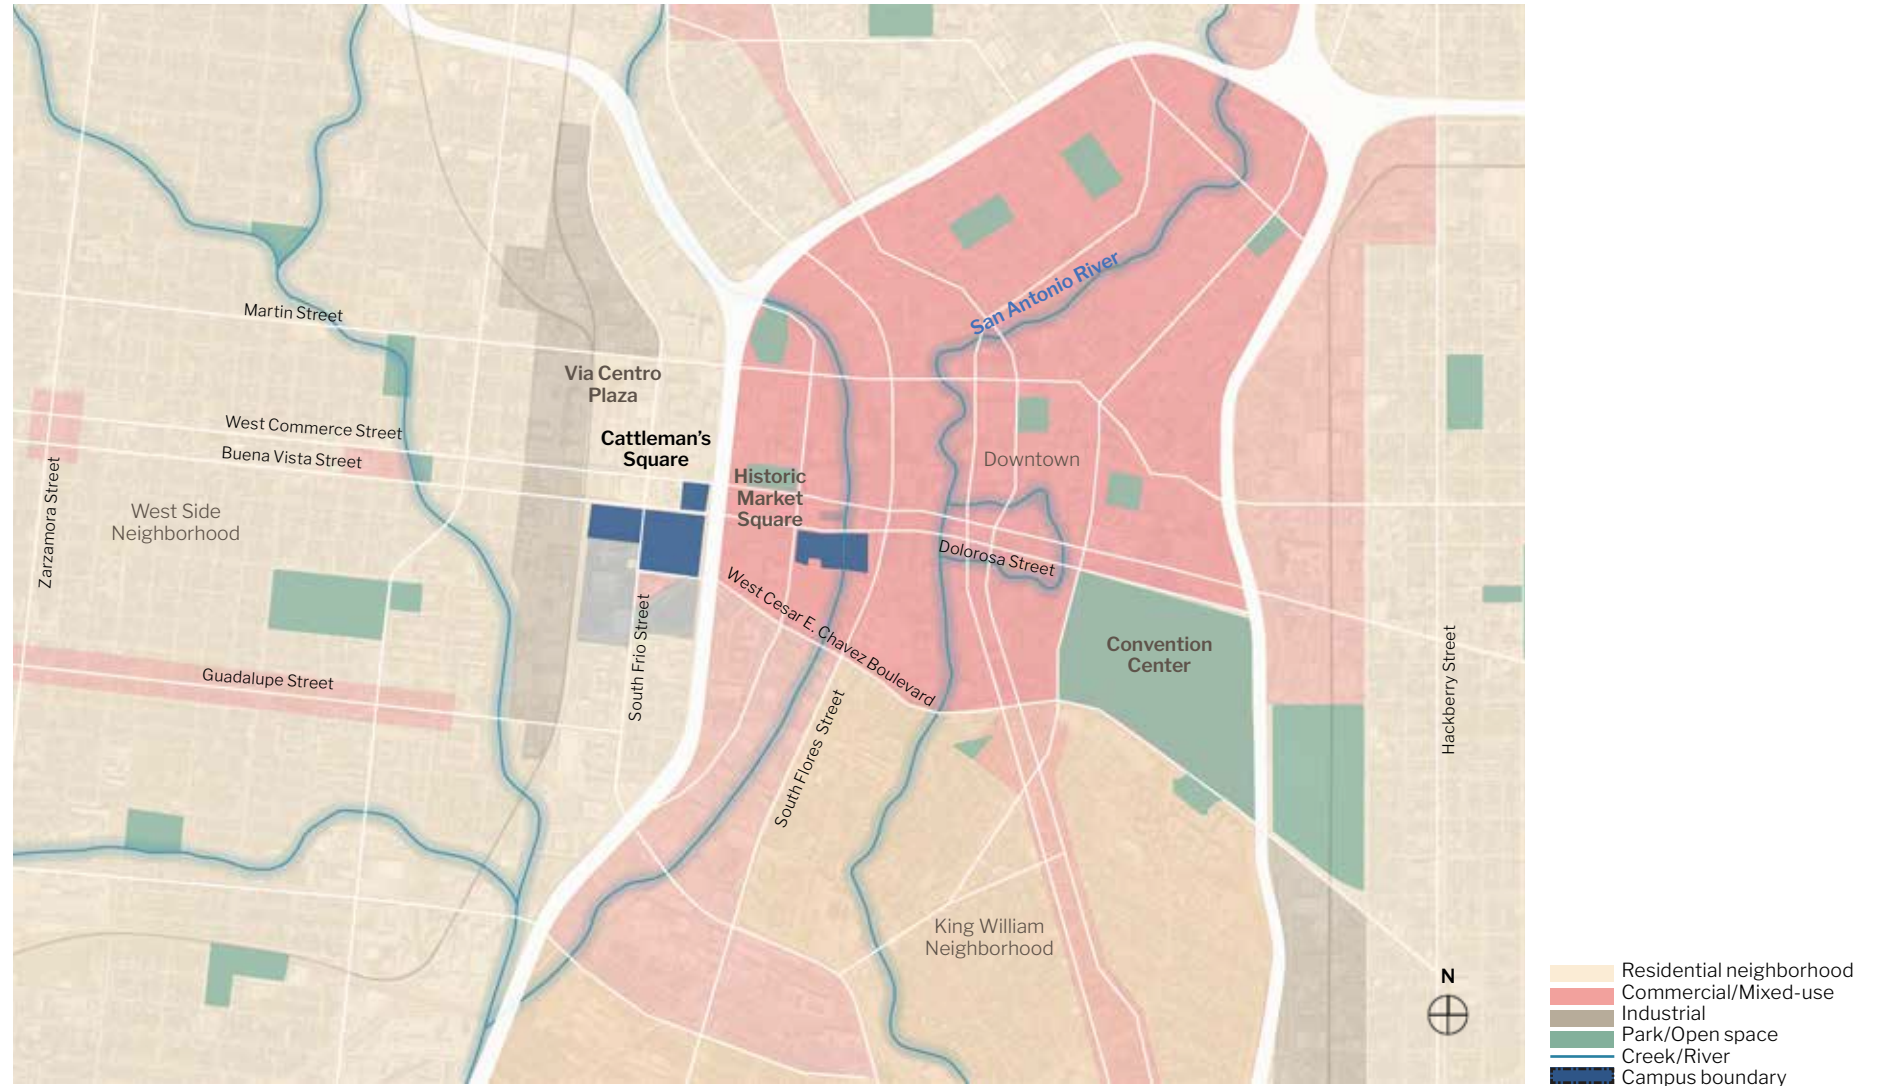 San Antonio River
Martin Street
Via Centro
Plaza
West Commerce Street
Buena Vista Street
Cattleman's
Square
Historic
Market
Square
Downtown
Zarzamora Street
West Side
Neighborhood
Dolorosa Street
West Cesar E. Chavez Boulevard
South Frio Street
Convention
Center
Hackberry Street
Guadalupe Street
South Flores Street
King William
Neighborhood
N
Residential neighborhood
Commercial/Mixed-use
Industrial
Park/Open space
Creek/River
Campus boundary